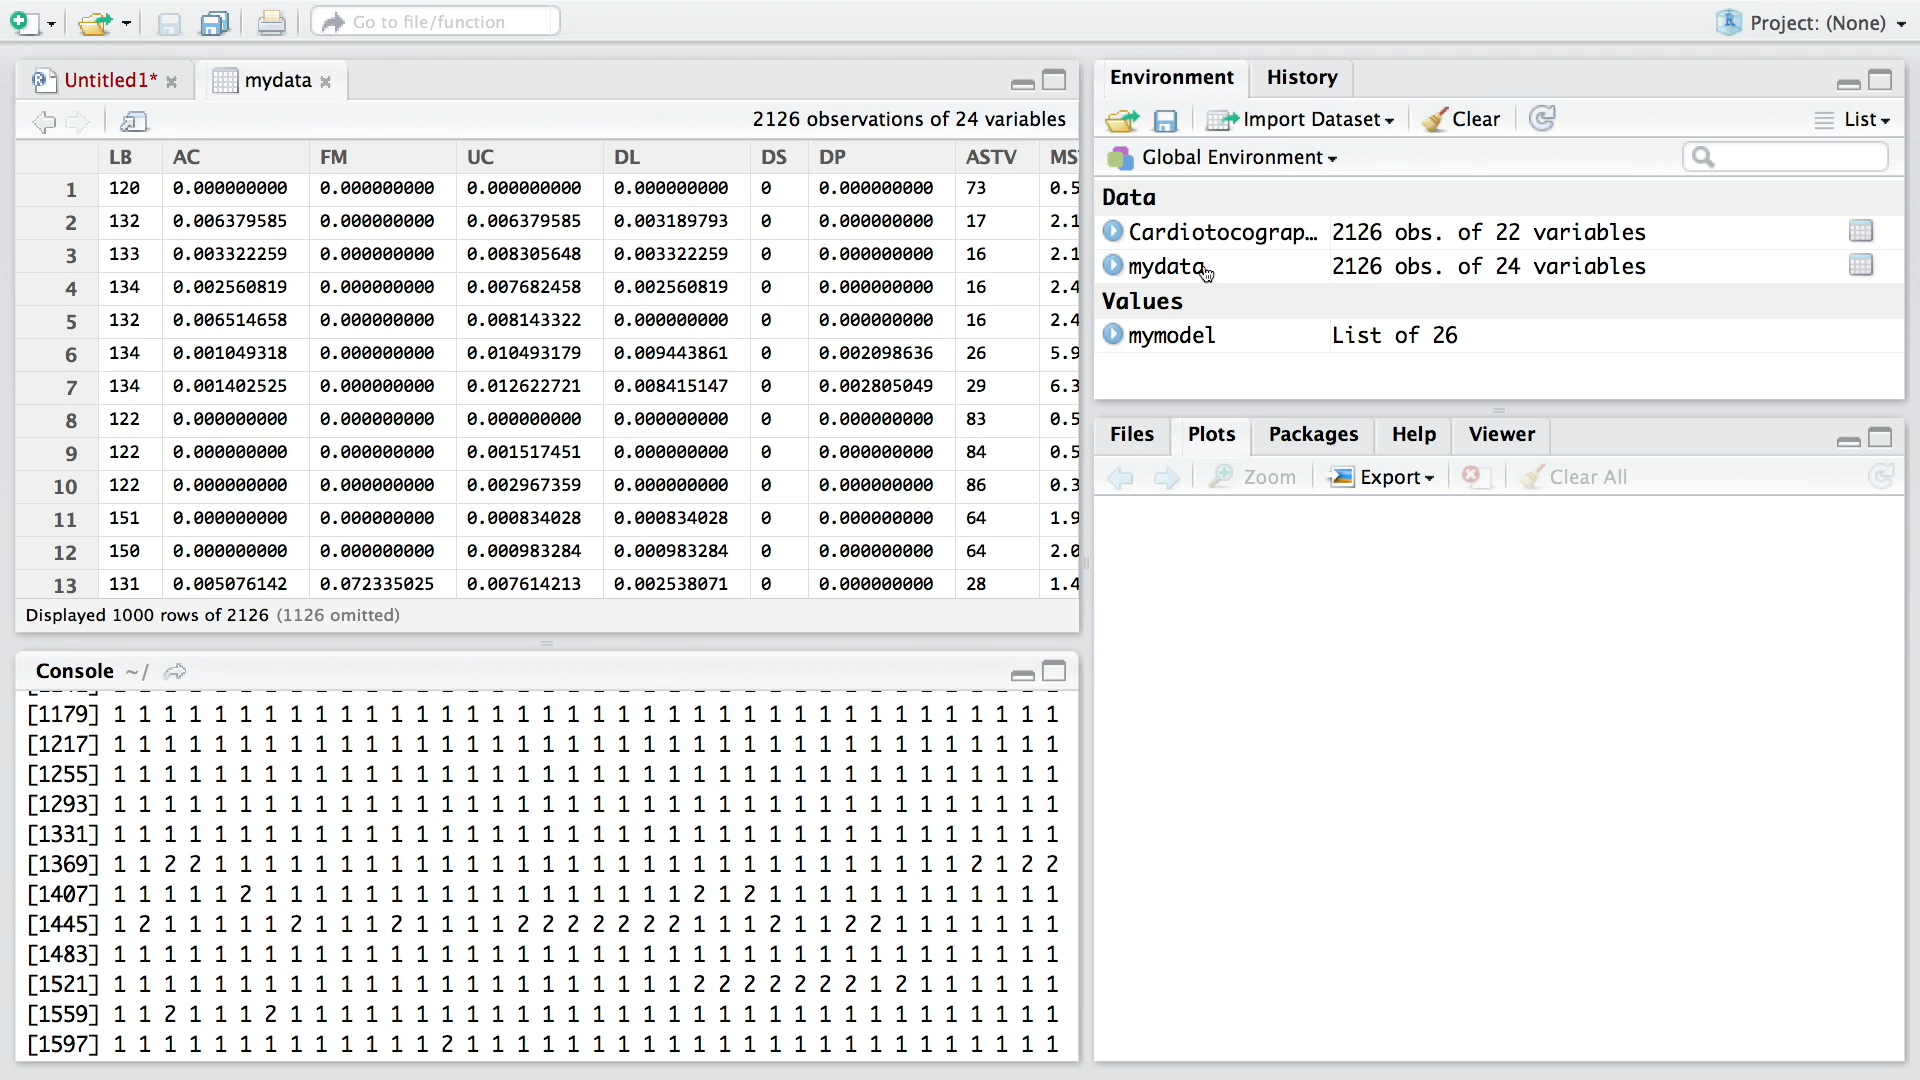 Go to file/function
Project: (None)
Untitled1*
mydata
2126 observations of 24 variables
LB AC FM UC DL DS DP ASTV MS
1 120 0.000000000 0.000000000 0.000000000 0.000000000 0 0.000000000 73 0.5
2 132 0.006379585 0.000000000 0.006379585 0.003189793 0 0.000000000 17 2.1
3 133 0.003322259 0.000000000 0.008305648 0.003322259 0 0.000000000 16 2.1
4 134 0.002560819 0.000000000 0.007682458 0.002560819 0 0.000000000 16 2.4
5 132 0.006514658 0.000000000 0.008143322 0.000000000 0 0.000000000 16 2.4
6 134 0.001049318 0.000000000 0.010493179 0.009443861 0 0.002098636 26 5.9
7 134 0.001402525 0.000000000 0.012622721 0.008415147 0 0.002805049 29 6.3
8 122 0.000000000 0.000000000 0.000000000 0.000000000 0 0.000000000 83 0.5
9 122 0.000000000 0.000000000 0.001517451 0.000000000 0 0.000000000 84 0.5
10 122 0.000000000 0.000000000 0.002967359 0.000000000 0 0.000000000 86 0.3
11 151 0.000000000 0.000000000 0.000834028 0.000834028 0 0.000000000 64 1.9
12 150 0.000000000 0.000000000 0.000983284 0.000983284 0 0.000000000 64 2.0
13 131 0.005076142 0.072335025 0.007614213 0.002538071 0 0.000000000 28 1.4
Displayed 1000 rows of 2126 (1126 omitted)
Console ~/
[1179] 1 1 1 1 1 1 1 1 1 1 1 1 1 1 1 1 1 1 1 1 1 1 1 1 1 1 1 1 1 1 1 1 1 1 1 1 1 1
[1217] 1 1 1 1 1 1 1 1 1 1 1 1 1 1 1 1 1 1 1 1 1 1 1 1 1 1 1 1 1 1 1 1 1 1 1 1 1 1
[1255] 1 1 1 1 1 1 1 1 1 1 1 1 1 1 1 1 1 1 1 1 1 1 1 1 1 1 1 1 1 1 1 1 1 1 1 1 1 1
[1293] 1 1 1 1 1 1 1 1 1 1 1 1 1 1 1 1 1 1 1 1 1 1 1 1 1 1 1 1 1 1 1 1 1 1 1 1 1 1
[1331] 1 1 1 1 1 1 1 1 1 1 1 1 1 1 1 1 1 1 1 1 1 1 1 1 1 1 1 1 1 1 1 1 1 1 1 1 1 1
[1369] 1 1 2 2 1 1 1 1 1 1 1 1 1 1 1 1 1 1 1 1 1 1 1 1 1 1 1 1 1 1 1 1 1 1 2 1 2 2
[1407] 1 1 1 1 1 2 1 1 1 1 1 1 1 1 1 1 1 1 1 1 1 1 1 2 1 2 1 1 1 1 1 1 1 1 1 1 1 1
[1445] 1 2 1 1 1 1 1 2 1 1 1 2 1 1 1 1 2 2 2 2 2 2 2 1 1 1 2 1 1 2 2 1 1 1 1 1 1 1
[1483] 1 1 1 1 1 1 1 1 1 1 1 1 1 1 1 1 1 1 1 1 1 1 1 1 1 1 1 1 1 1 1 1 1 1 1 1 1 1
[1521] 1 1 1 1 1 1 1 1 1 1 1 1 1 1 1 1 1 1 1 1 1 1 1 2 2 2 2 2 2 2 1 2 1 1 1 1 1 1
[1559] 1 1 2 1 1 1 2 1 1 1 1 1 1 1 1 1 1 1 1 1 1 1 1 1 1 1 1 1 1 1 1 1 1 1 1 1 1 1
[1597] 1 1 1 1 1 1 1 1 1 1 1 1 1 2 1 1 1 1 1 1 1 1 1 1 1 1 1 1 1 1 1 1 1 1 1 1 1 1
Environment History
Import Dataset Clear List
Global Environment
Data
Cardiotocograp… 2126 obs. of 22 variables
mydata 2126 obs. of 24 variables
Values
mymodel List of 26
Files Plots Packages Help Viewer
Zoom Export Clear All